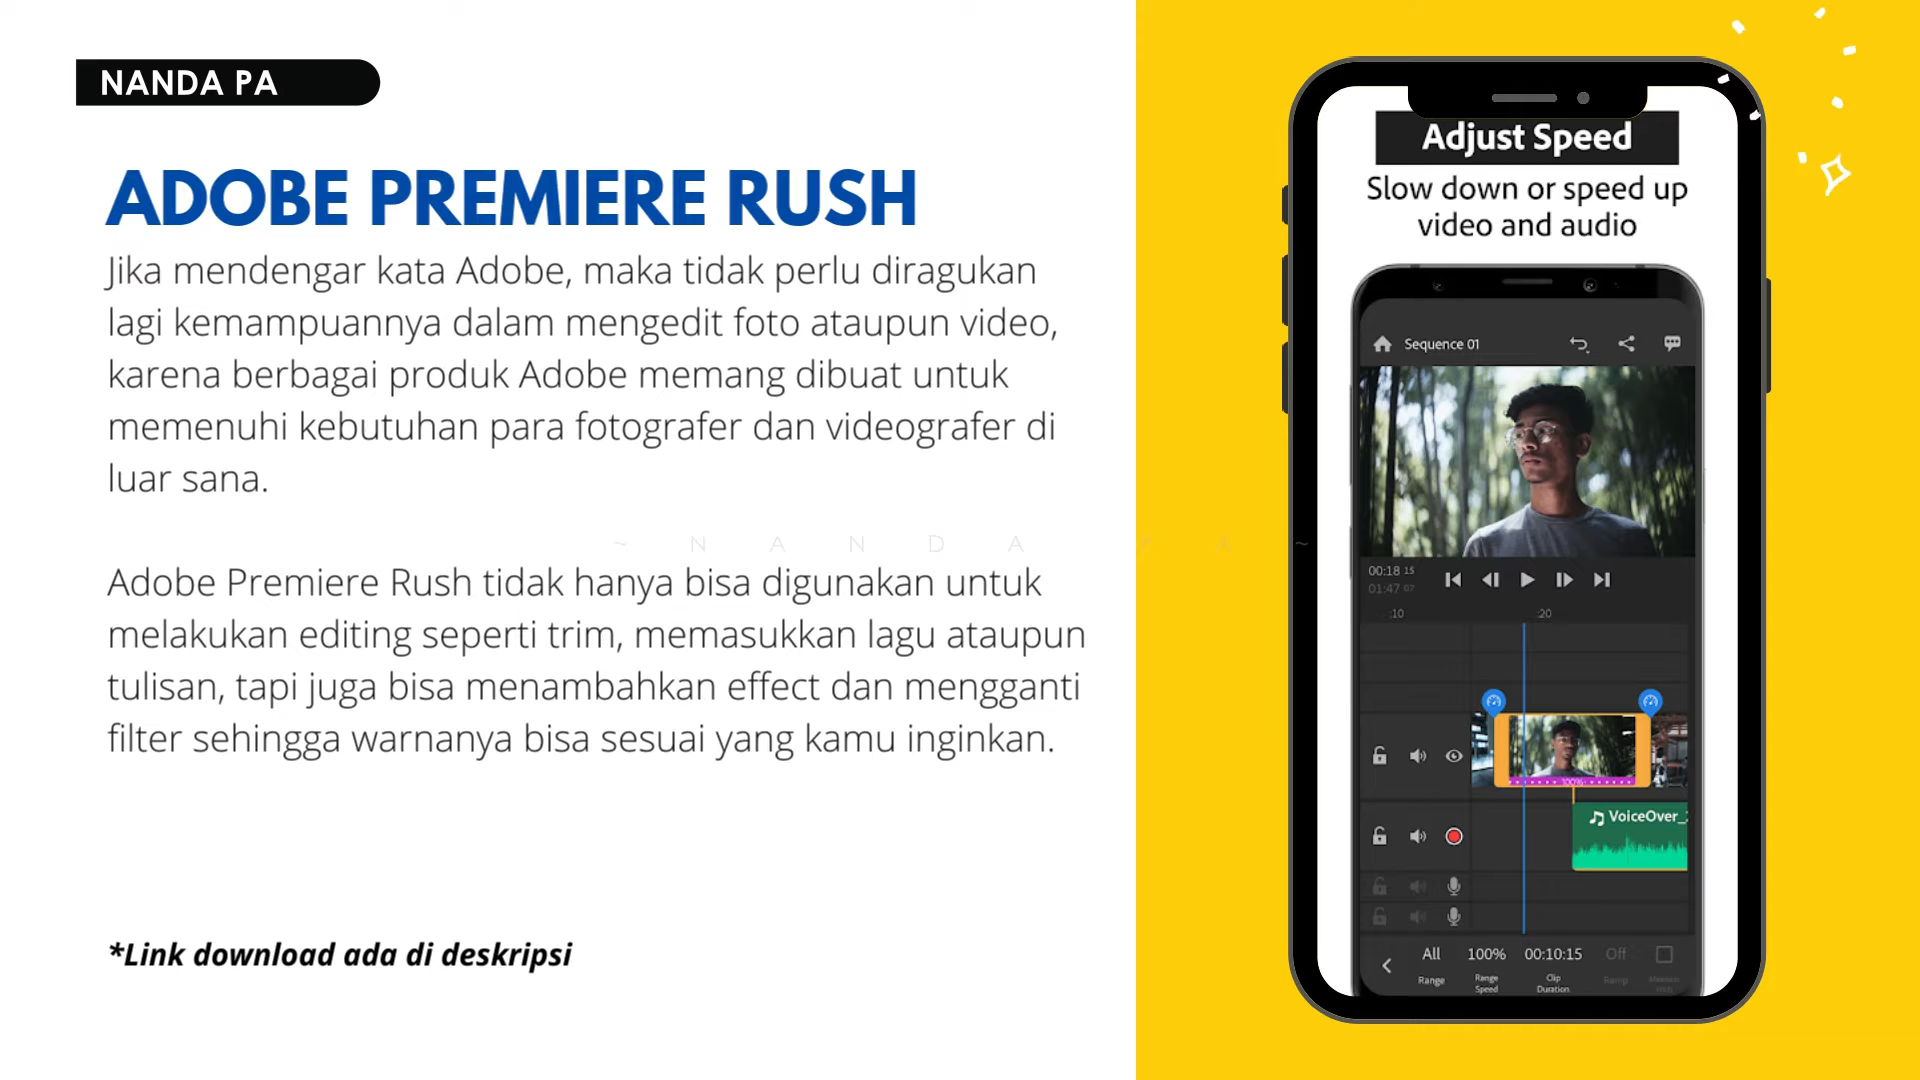 NANDA PA
ADOBE PREMIERE RUSH
Jika mendengar kata Adobe, maka tidak perlu diragukan
lagi kemampuannya dalam mengedit foto ataupun video,
karena berbagai produk Adobe memang dibuat untuk
memenuhi kebutuhan para fotografer dan videografer di
luar sana.
~ N A N D A P A ~
Adobe Premiere Rush tidak hanya bisa digunakan untuk
melakukan editing seperti trim, memasukkan lagu ataupun
tulisan, tapi juga bisa menambahkan effect dan mengganti
filter sehingga warnanya bisa sesuai yang kamu inginkan.
*Link download ada di deskripsi
Adjust Speed
Slow down or speed up
video and audio
Sequence 01
00:18 15
01:47 07
:10 :20
100%
VoiceOver_
All 100% 00:10:15 Off
Range Range Speed Clip Duration Ramp